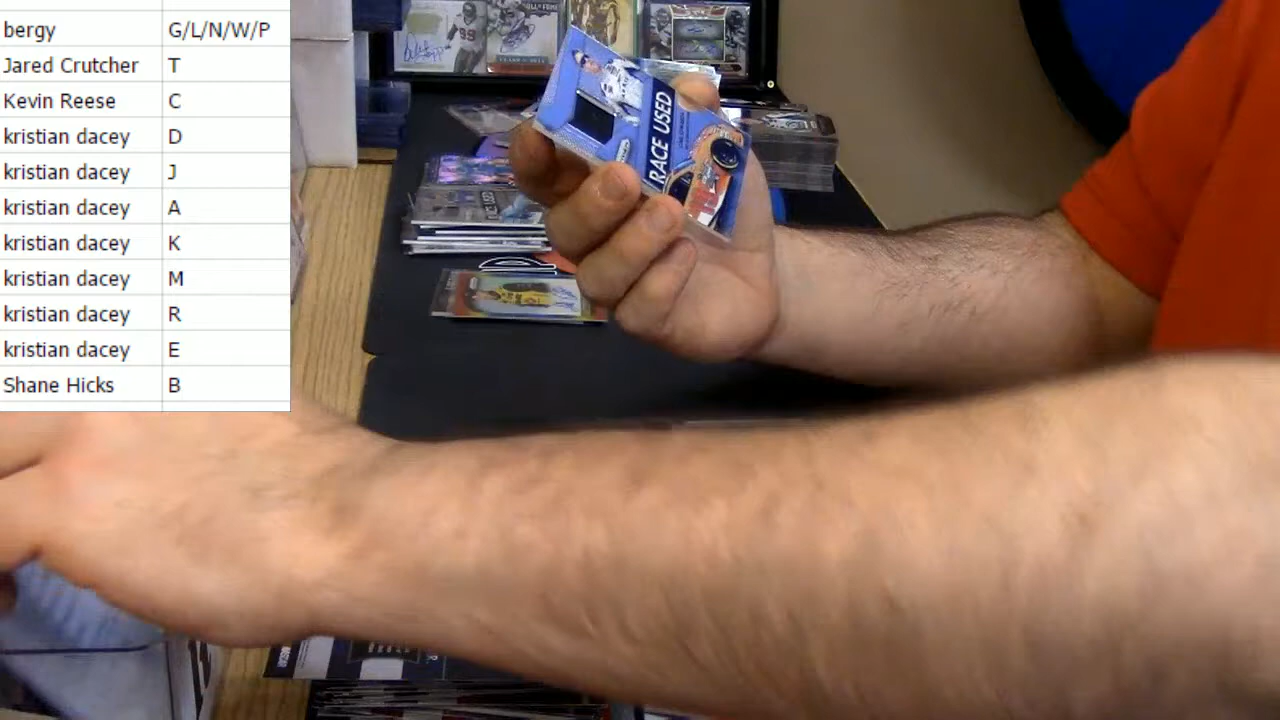 bergy G/L/N/W/P
Jared Crutcher T
Kevin Reese C
kristian dacey D
kristian dacey J
kristian dacey A
kristian dacey K
kristian dacey M
kristian dacey R
kristian dacey E
Shane Hicks B
RACE USED
99